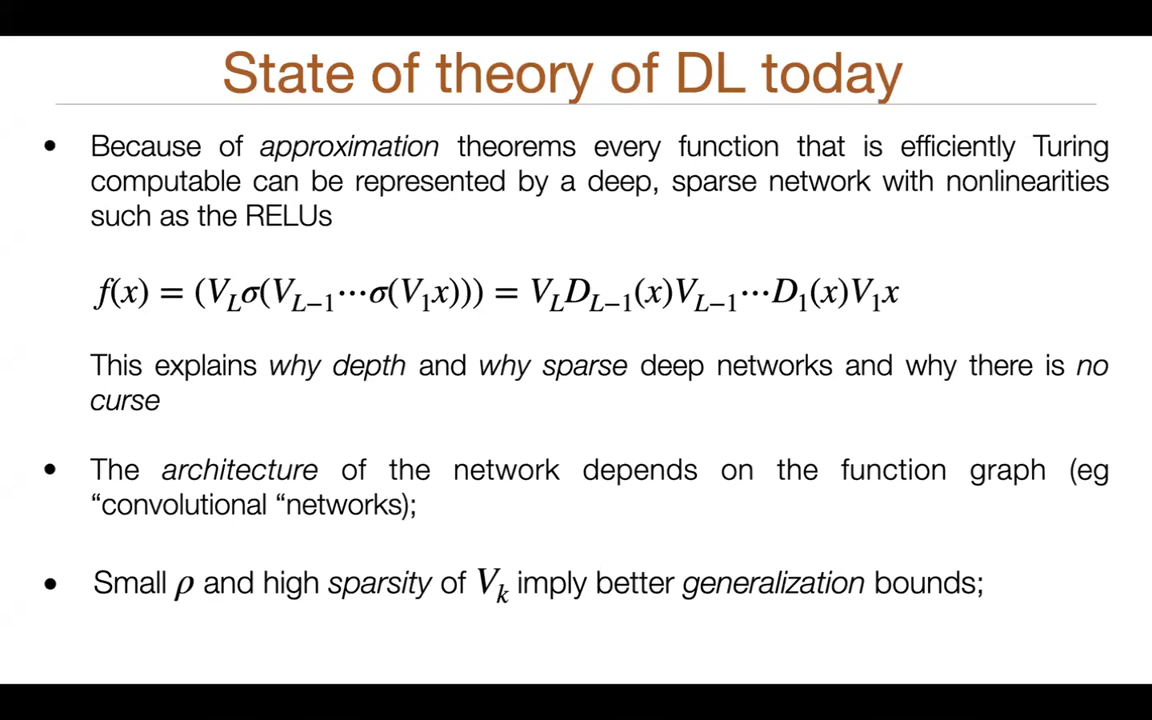 State of theory of DL today
• Because of approximation theorems every function that is efficiently Turing
computable can be represented by a deep, sparse network with nonlinearities
such as the RELUs
f(x) = (V_Lσ(V_{L−1}⋯σ(V_1x))) = V_LD_{L−1}(x)V_{L−1}⋯D_1(x)V_1x
This explains why depth and why sparse deep networks and why there is no
curse
• The architecture of the network depends on the function graph (eg
“convolutional “networks);
• Small ρ and high sparsity of V_k imply better generalization bounds;